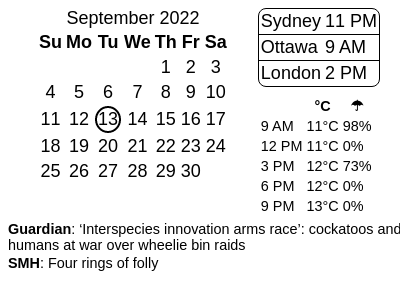 September 2022
Su Mo Tu We Th Fr Sa
1 2 3
4 5 6 7 8 9 10
11 12 13 14 15 16 17
18 19 20 21 22 23 24
25 26 27 28 29 30
Sydney 11 PM
Ottawa 9 AM
London 2 PM
°C ☂
9 AM 11°C 98%
12 PM 11°C 0%
3 PM 12°C 73%
6 PM 12°C 0%
9 PM 13°C 0%
Guardian: ‘Interspecies innovation arms race’: cockatoos and
humans at war over wheelie bin raids
SMH: Four rings of folly